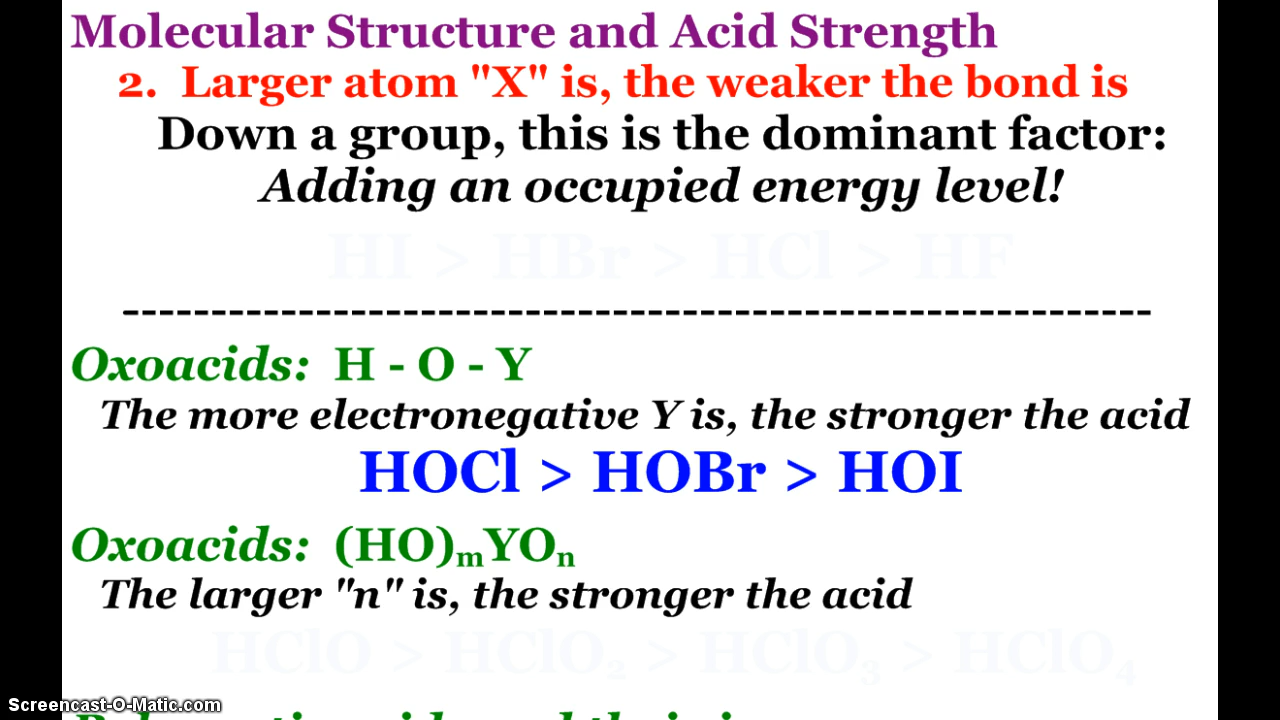 Molecular Structure and Acid Strength
2. Larger atom "X" is, the weaker the bond is
Down a group, this is the dominant factor:
Adding an occupied energy level!
HI > HBr > HCl > HF
---------------------------------------------------------
Oxoacids: H - O - Y
The more electronegative Y is, the stronger the acid
HOCl > HOBr > HOI
Oxoacids: (HO)ₘYOₙ
The larger "n" is, the stronger the acid
HClO > HClO₂ > HClO₃ > HClO₄
Screencast-O-Matic.com